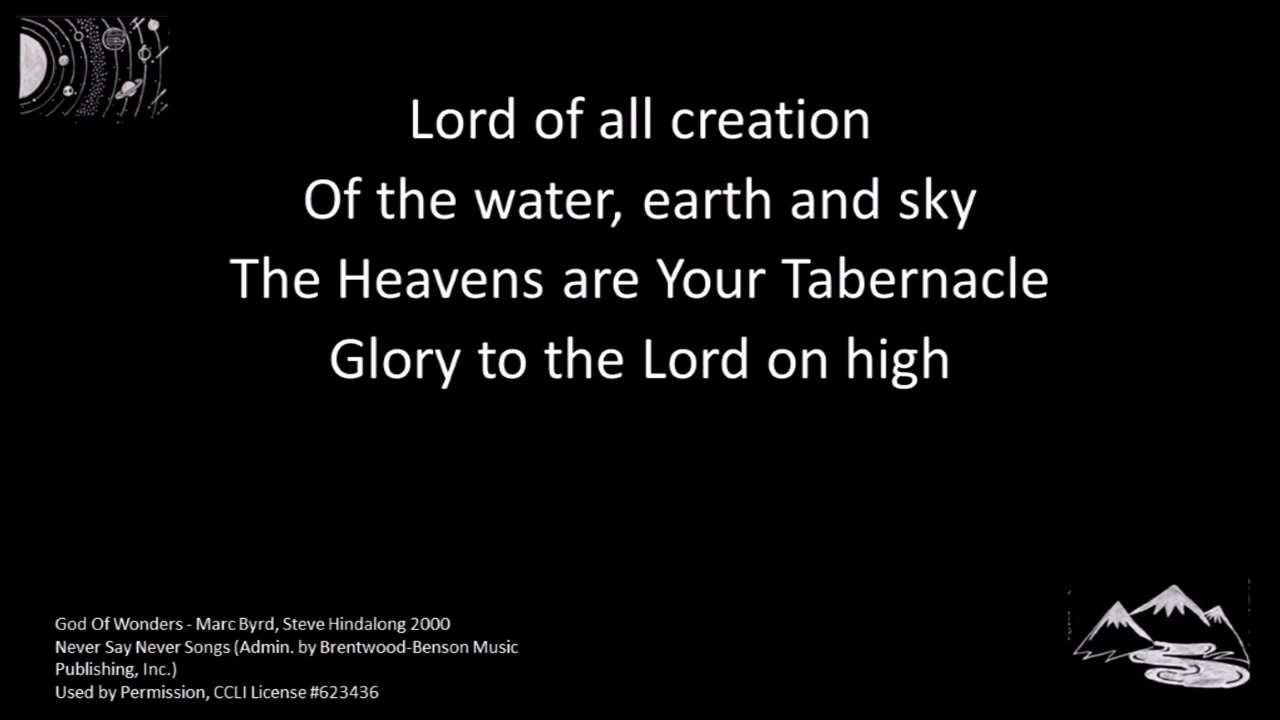 Lord of all creation
Of the water, earth and sky
The Heavens are Your Tabernacle
Glory to the Lord on high
God Of Wonders - Marc Byrd, Steve Hindalong 2000
Never Say Never Songs (Admin. by Brentwood-Benson Music
Publishing, Inc.)
Used by Permission, CCLI License #623436